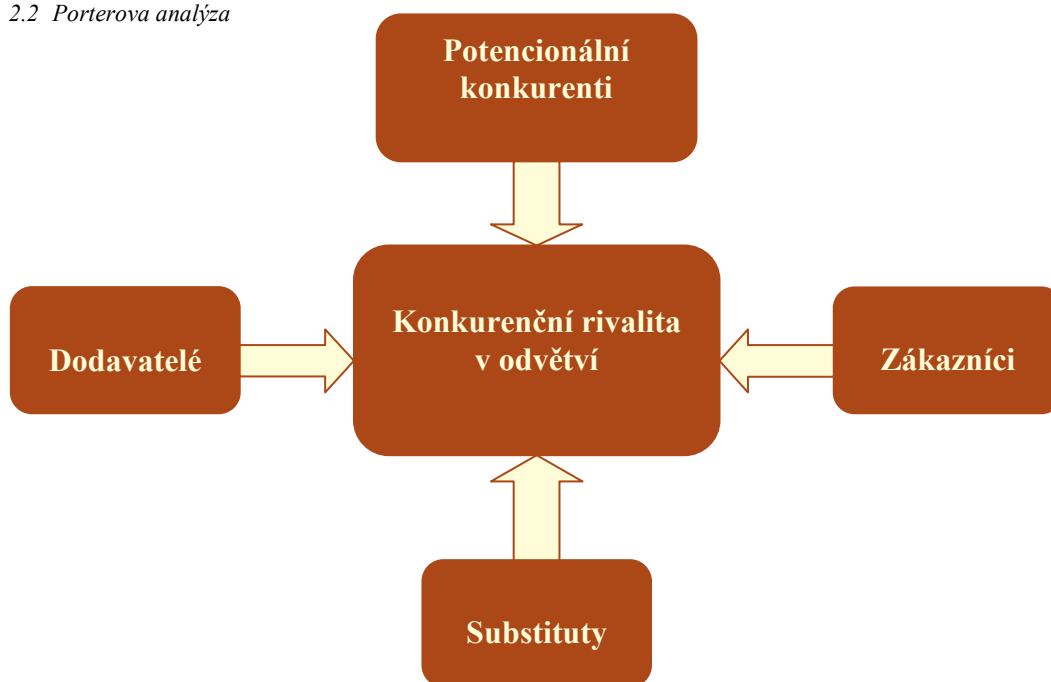 2.2 Porterova analýza
Potencionální
konkurenti
Konkurenční rivalita
v odvětví
Dodavatelé
Zákazníci
Substituty